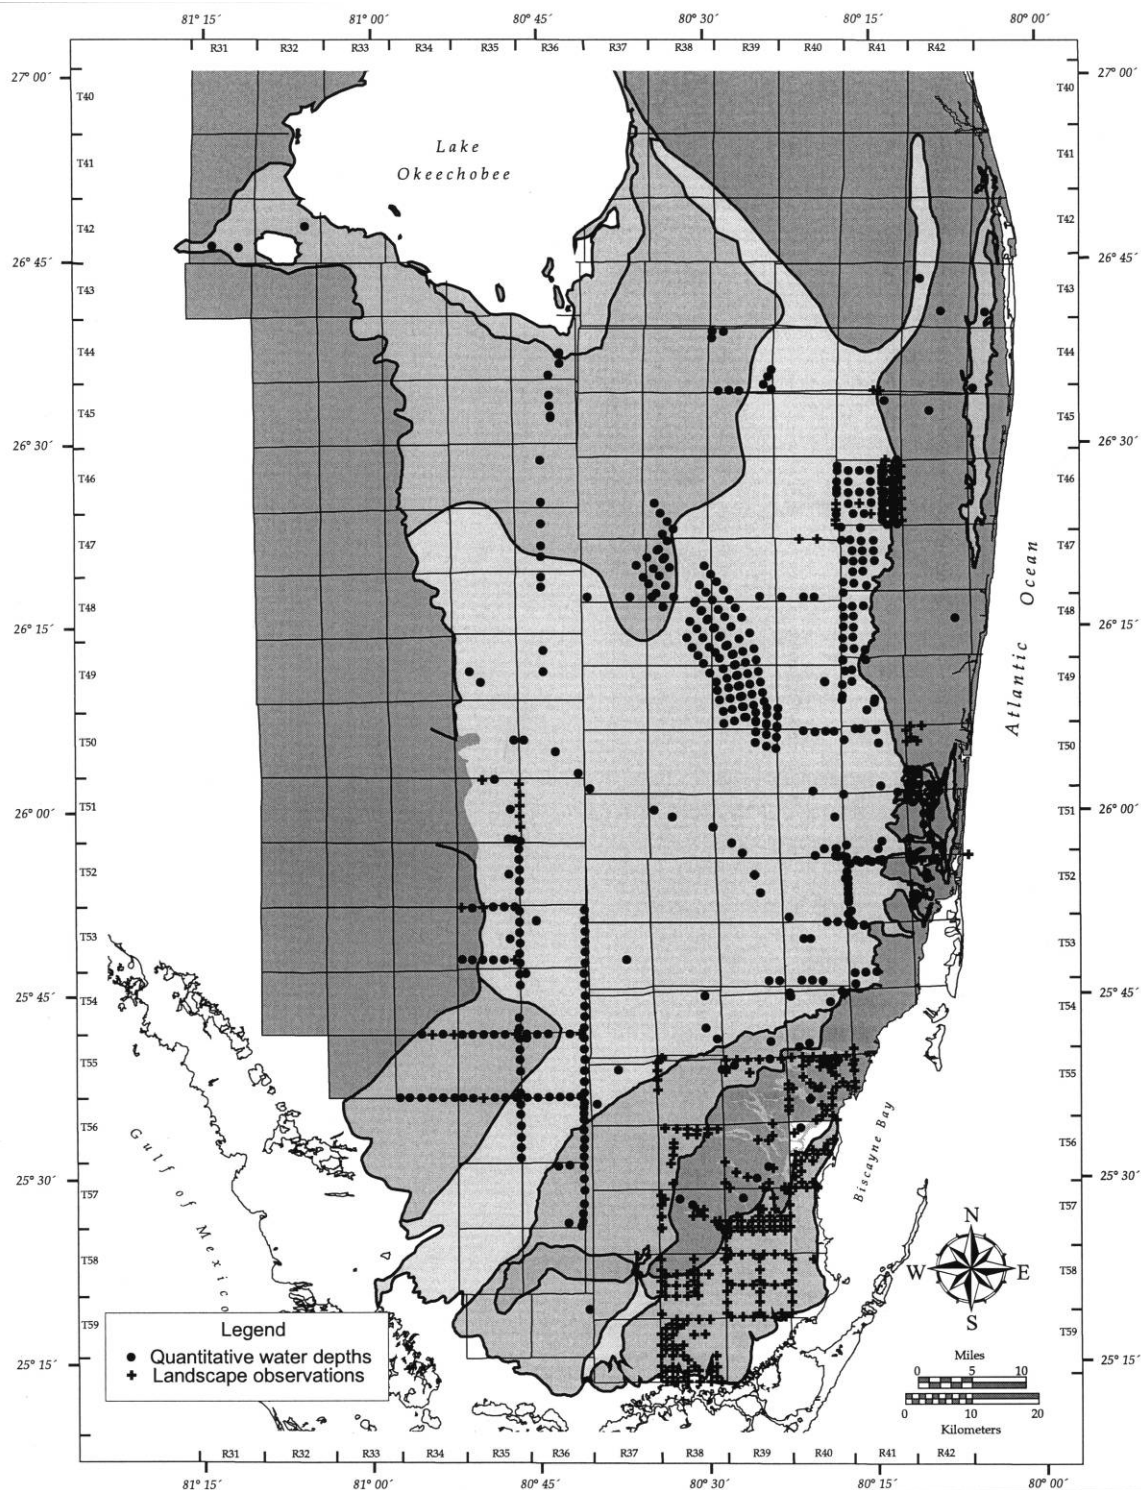 81° 15´ 81° 00´ 80° 45´ 80° 30´ 80° 15´ 80° 00´
R31 R32 R33 R34 R35 R36 R37 R38 R39 R40 R41 R42
27° 00´ 27° 00´
T40 T40
Lake
Okeechobee
T41 T41
T42 T42
26° 45´ 26° 45´
T43 T43
T44 T44
T45 T45
26° 30´ 26° 30´
T46 T46
T47 T47
T48 T48
26° 15´ 26° 15´
Atlantic Ocean
T49 T49
T50 T50
T51 T51
26° 00´ 26° 00´
T52 T52
T53 T53
25° 45´ 25° 45´
T54 T54
T55 T55
T56 T56
Biscayne Bay
25° 30´ 25° 30´
T57 T57
Gulf of Mexico
N
T58 T58
W E
S
T59 T59
Legend
Quantitative water depths
Landscape observations
25° 15´ 25° 15´
Miles
0 5 10
0 10 20
Kilometers
R31 R32 R33 R34 R35 R36 R37 R38 R39 R40 R41 R42
81° 15´ 81° 00´ 80° 45´ 80° 30´ 80° 15´ 80° 00´